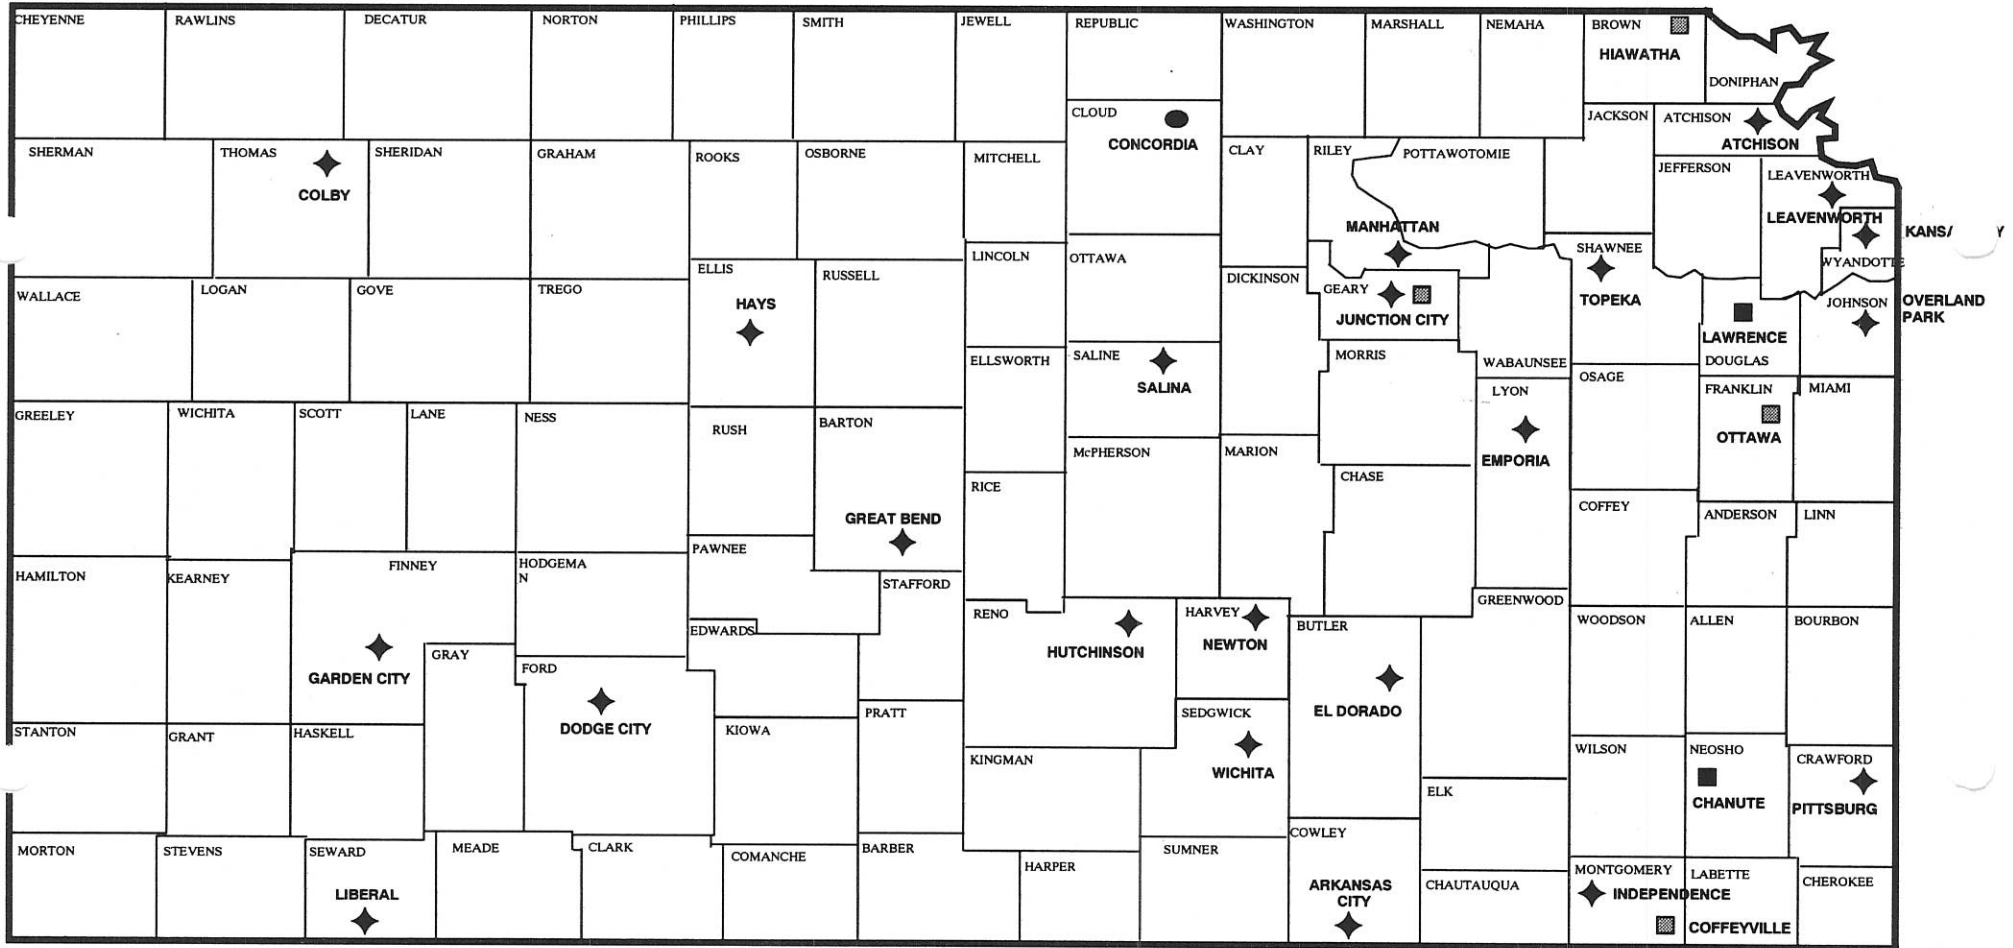 CHEYENNE
RAWLINS
DECATUR
NORTON
PHILLIPS
SMITH
JEWELL
REPUBLIC
WASHINGTON
MARSHALL
NEMAHA
BROWN
HIAWATHA
DONIPHAN
CLOUD
CONCORDIA
JACKSON
ATCHISON
ATCHISON
SHERMAN
THOMAS
COLBY
SHERIDAN
GRAHAM
ROOKS
OSBORNE
MITCHELL
CLAY
RILEY
POTTAWOTOMIE
JEFFERSON
LEAVENWORTH
LEAVENWORTH
MANHATTAN
KANS
Y
WYANDOTTE
WALLACE
LOGAN
GOVE
TREGO
ELLIS
HAYS
RUSSELL
LINCOLN
OTTAWA
DICKINSON
GEARY
JUNCTION CITY
SHAWNEE
TOPEKA
LAWRENCE
DOUGLAS
JOHNSON
OVERLAND
PARK
ELLSWORTH
SALINE
SALINA
MORRIS
WABAUNSEE
LYON
EMPORIA
OSAGE
FRANKLIN
OTTAWA
MIAMI
GREELEY
WICHITA
SCOTT
LANE
NESS
RUSH
BARTON
GREAT BEND
RICE
McPHERSON
MARION
CHASE
COFFEY
ANDERSON
LINN
HAMILTON
KEARNEY
FINNEY
GARDEN CITY
HODGEMA
N
PAWNEE
STAFFORD
EDWARDS
GRAY
FORD
DODGE CITY
RENO
HUTCHINSON
HARVEY
NEWTON
BUTLER
EL DORADO
GREENWOOD
WOODSON
ALLEN
BOURBON
STANTON
GRANT
HASKELL
KIOWA
PRATT
KINGMAN
SEDGWICK
WICHITA
ELK
WILSON
NEOSHO
CHANUTE
CRAWFORD
PITTSBURG
MORTON
STEVENS
SEWARD
LIBERAL
MEADE
CLARK
COMANCHE
BARBER
HARPER
SUMNER
COWLEY
ARKANSAS
CITY
CHAUTAUQUA
MONTGOMERY
INDEPENDENCE
COFFEYVILLE
LABETTE
CHEROKEE